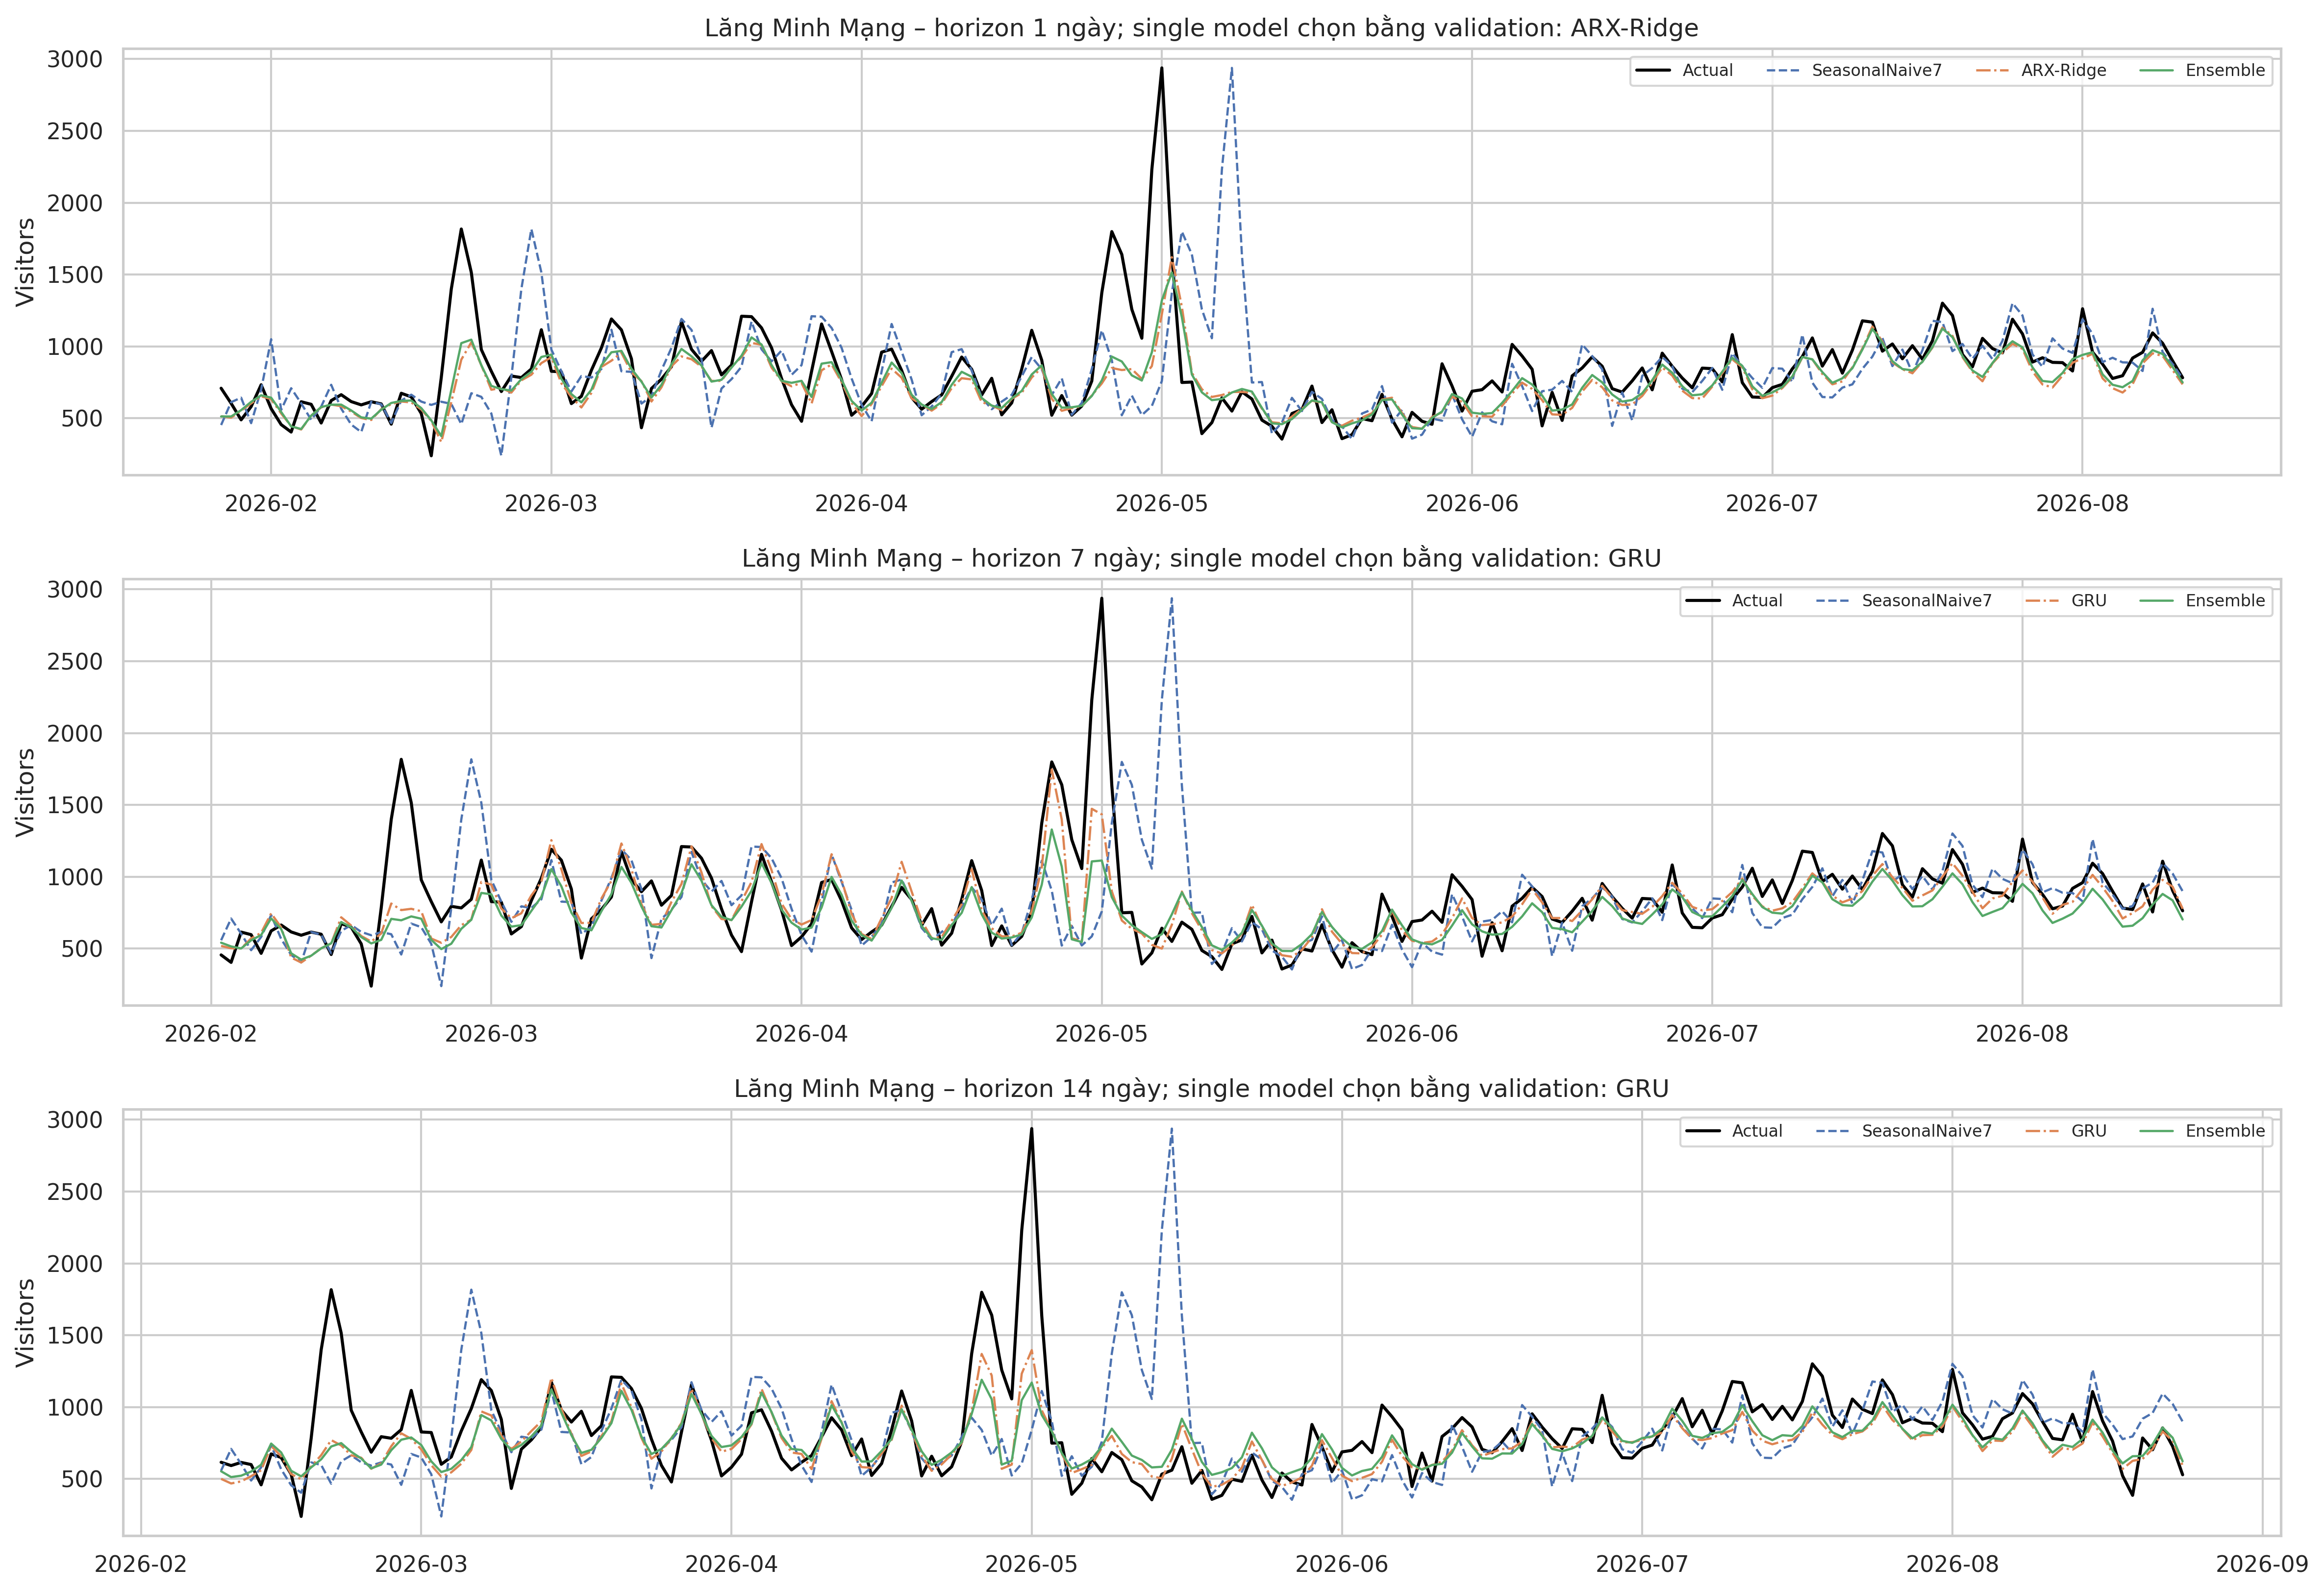 Lăng Minh Mạng – horizon 1 ngày; single model chọn bằng validation: ARX-Ridge
Actual SeasonalNaive7 ARX-Ridge Ensemble
Visitors
3000
2500
2000
1500
1000
500
2026-02 2026-03 2026-04 2026-05 2026-06 2026-07 2026-08
Lăng Minh Mạng – horizon 7 ngày; single model chọn bằng validation: GRU
Actual SeasonalNaive7 GRU Ensemble
Visitors
3000
2500
2000
1500
1000
500
2026-02 2026-03 2026-04 2026-05 2026-06 2026-07 2026-08
Lăng Minh Mạng – horizon 14 ngày; single model chọn bằng validation: GRU
Actual SeasonalNaive7 GRU Ensemble
Visitors
3000
2500
2000
1500
1000
500
2026-02 2026-03 2026-04 2026-05 2026-06 2026-07 2026-08 2026-09